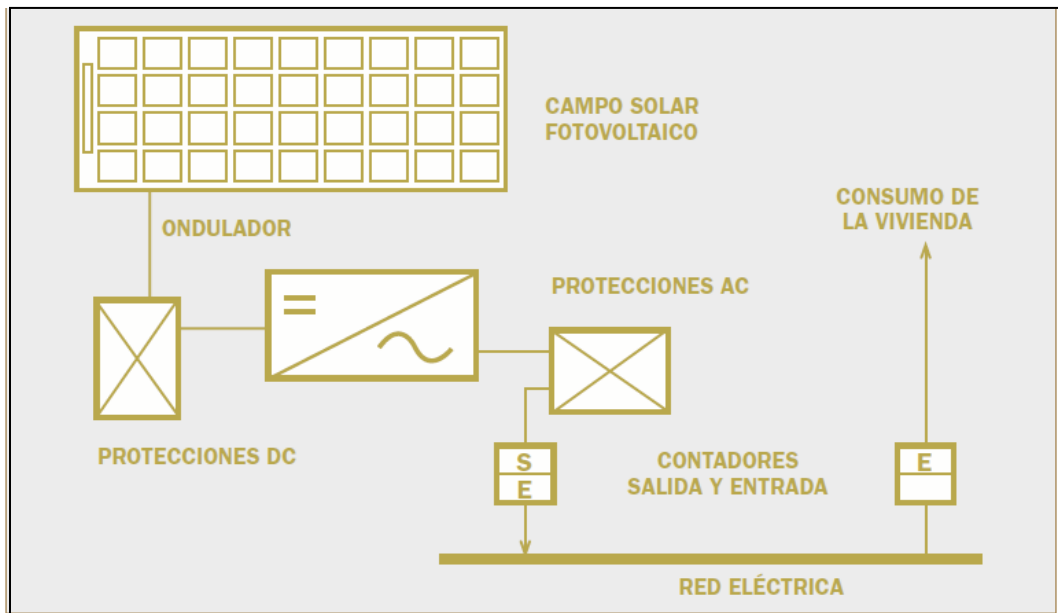 CAMPO SOLAR
FOTOVOLTAICO
CONSUMO DE
LA VIVIENDA
ONDULADOR
PROTECCIONES AC
PROTECCIONES DC
S
E
CONTADORES
SALIDA Y ENTRADA
E
RED ELÉCTRICA